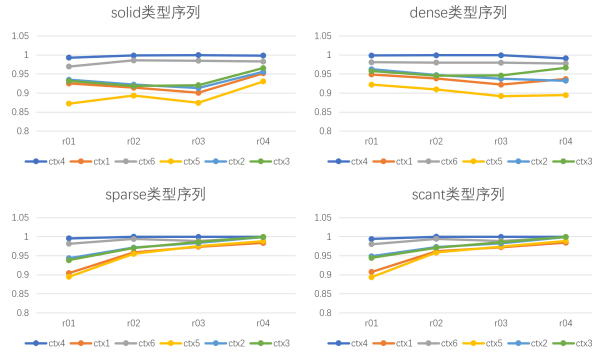 solid类型序列
1.05
1
0.95
0.9
0.85
0.8
r01 r02 r03 r04
ctx4 ctx1 ctx6 ctx5 ctx2 ctx3
dense类型序列
1.05
1
0.95
0.9
0.85
0.8
r01 r02 r03 r04
ctx4 ctx1 ctx6 ctx5 ctx2 ctx3
sparse类型序列
1.05
1
0.95
0.9
0.85
0.8
r01 r02 r03 r04
ctx4 ctx1 ctx6 ctx5 ctx2 ctx3
scant类型序列
1.05
1
0.95
0.9
0.85
0.8
r01 r02 r03 r04
ctx4 ctx1 ctx6 ctx5 ctx2 ctx3